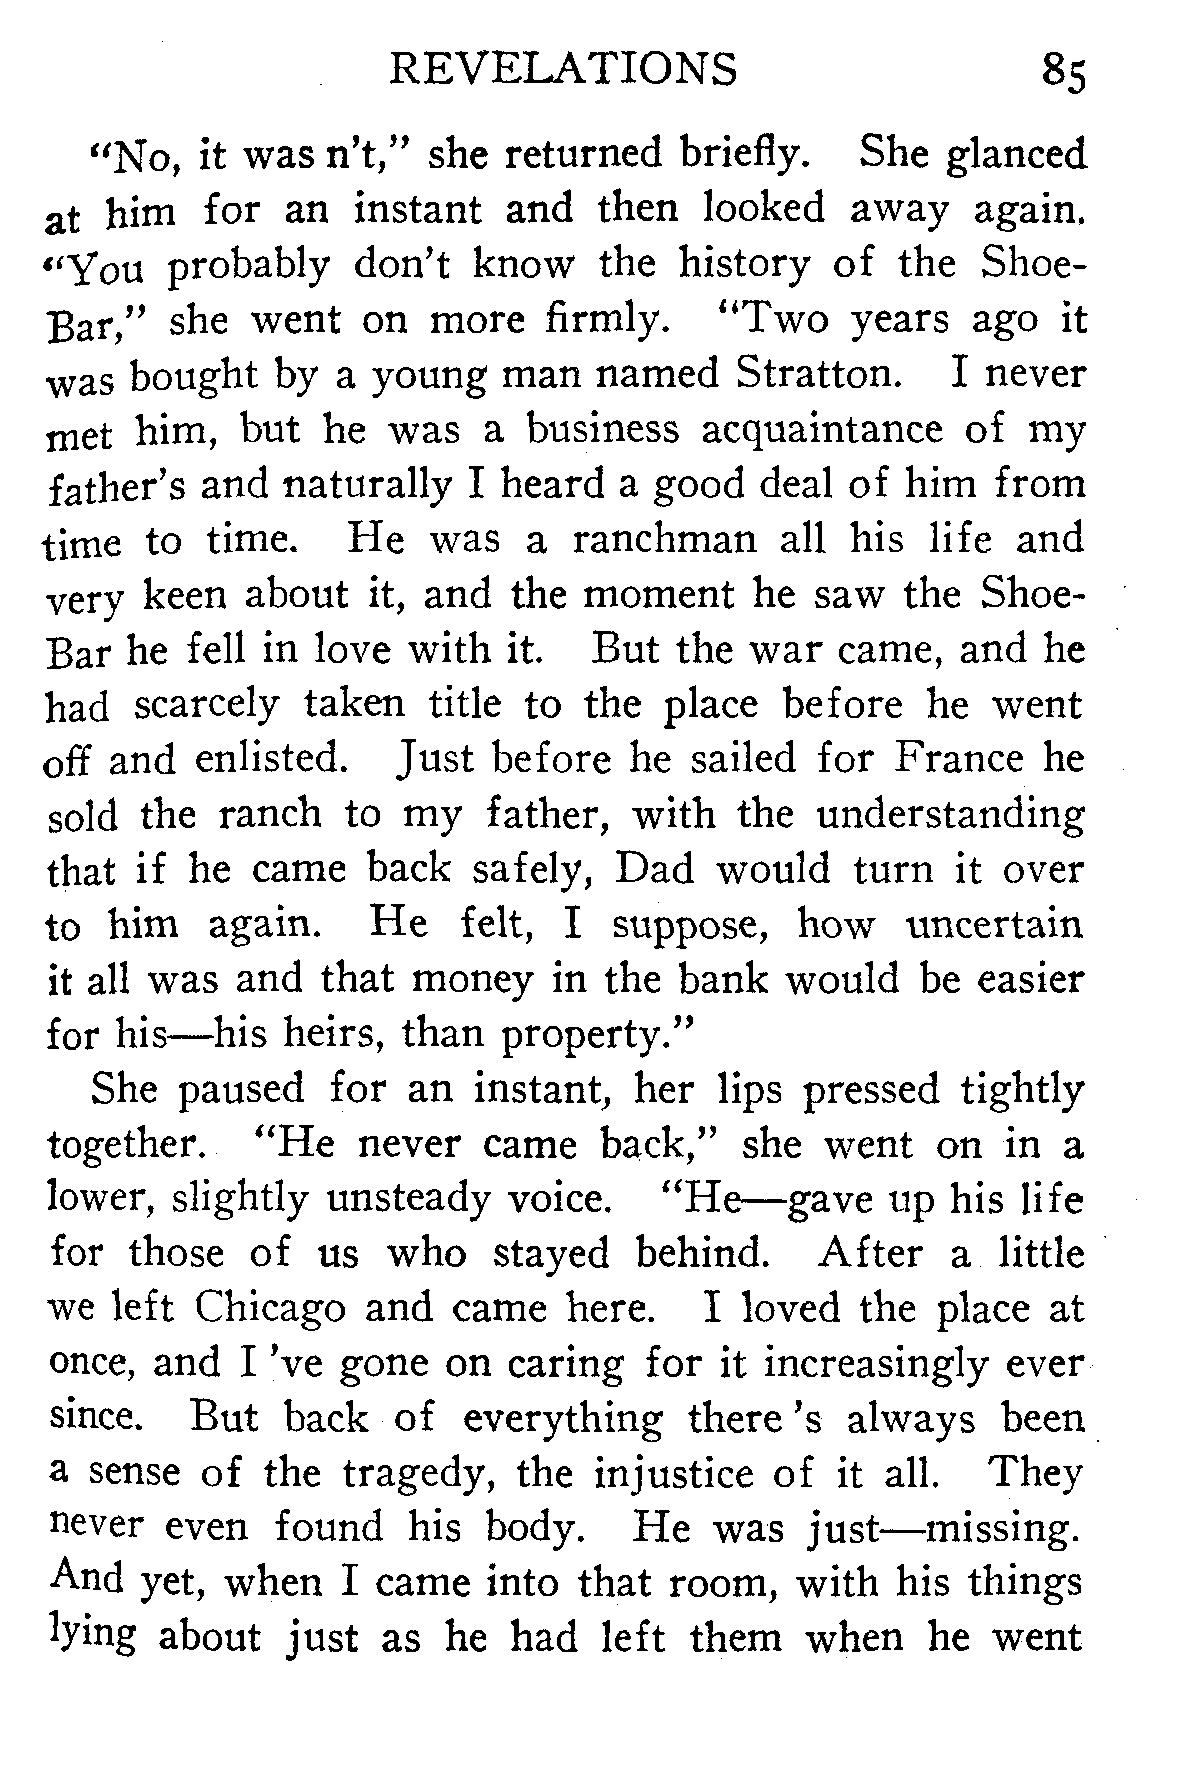 REVELATIONS 85
“No, it was n’t,” she returned briefly. She glanced
at him for an instant and then looked away again.
“You probably don’t know the history of the Shoe-
Bar,” she went on more firmly. “Two years ago it
was bought by a young man named Stratton. I never
met him, but he was a business acquaintance of my
father’s and naturally I heard a good deal of him from
time to time. He was a ranchman all his life and
very keen about it, and the moment he saw the Shoe-
Bar he fell in love with it. But the war came, and he
had scarcely taken title to the place before he went
off and enlisted. Just before he sailed for France he
sold the ranch to my father, with the understanding
that if he came back safely, Dad would turn it over
to him again. He felt, I suppose, how uncertain
it all was and that money in the bank would be easier
for his—his heirs, than property.”
She paused for an instant, her lips pressed tightly
together. “He never came back,” she went on in a
lower, slightly unsteady voice. “He—gave up his life
for those of us who stayed behind. After a little
we left Chicago and came here. I loved the place at
once, and I ’ve gone on caring for it increasingly ever
since. But back of everything there ’s always been
a sense of the tragedy, the injustice of it all. They
never even found his body. He was just—missing.
And yet, when I came into that room, with his things
lying about just as he had left them when he went